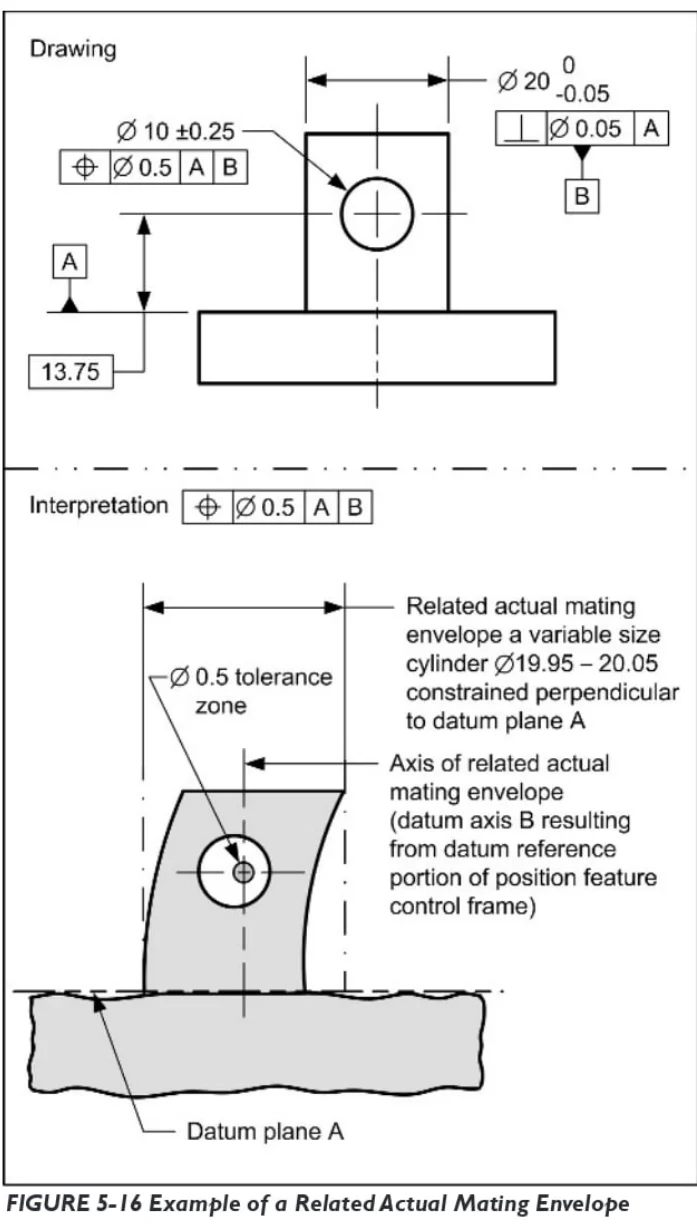 Drawing
⌀ 20 0 -0.05
⟂ ⌀ 0.05 A
B
⌀ 10 ±0.25
⌖ ⌀ 0.5 A B
A
13.75
Interpretation ⌖ ⌀ 0.5 A B
Related actual mating
envelope a variable size
cylinder ⌀19.95 – 20.05
constrained perpendicular
to datum plane A
⌀ 0.5 tolerance
zone
Axis of related actual
mating envelope
(datum axis B resulting
from datum reference
portion of position feature
control frame)
Datum plane A
FIGURE 5-16 Example of a Related Actual Mating Envelope